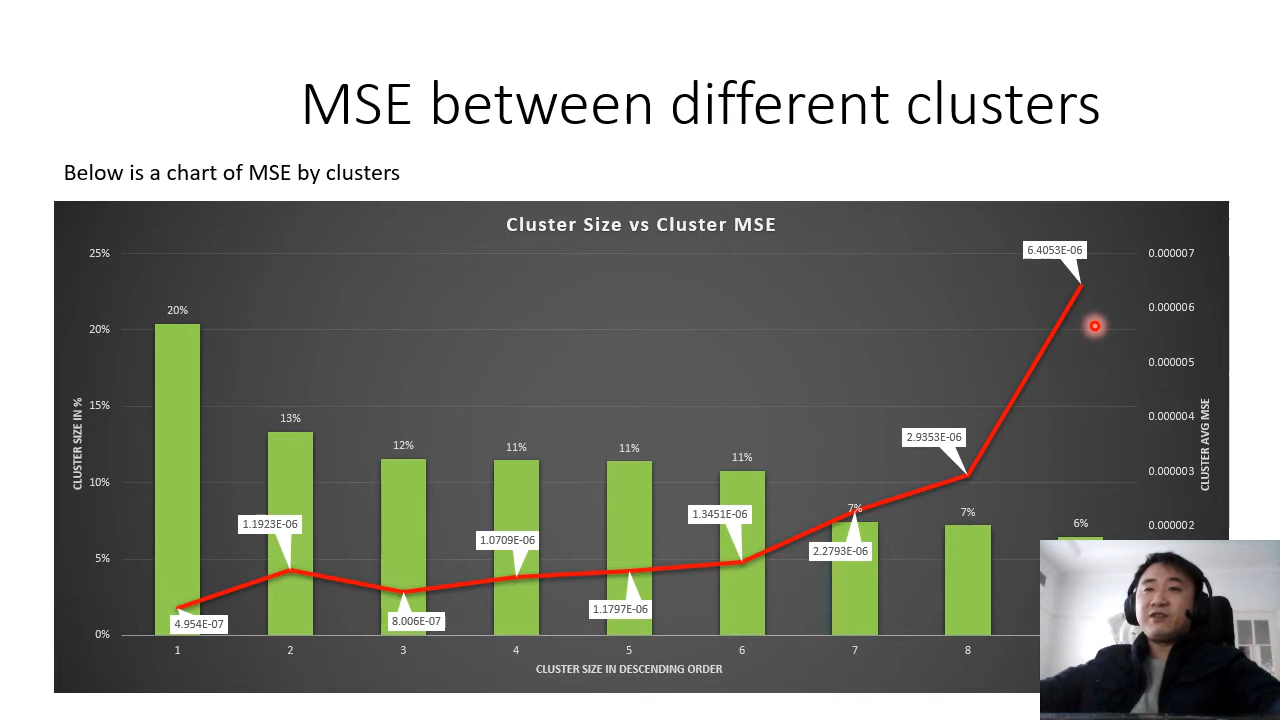 MSE between different clusters
Below is a chart of MSE by clusters
Cluster Size vs Cluster MSE
25%
20%
15%
10%
5%
0%
CLUSTER SIZE IN %
20%
13%
12%
11%
11%
11%
7%
7%
6%
4.954E-07
1.1923E-06
8.006E-07
1.0709E-06
1.1797E-06
1.3451E-06
2.2793E-06
2.9353E-06
6.4053E-06
0.000007
0.000006
0.000005
0.000004
0.000003
0.000002
CLUSTER AVG MSE
1 2 3 4 5 6 7 8
CLUSTER SIZE IN DESCENDING ORDER